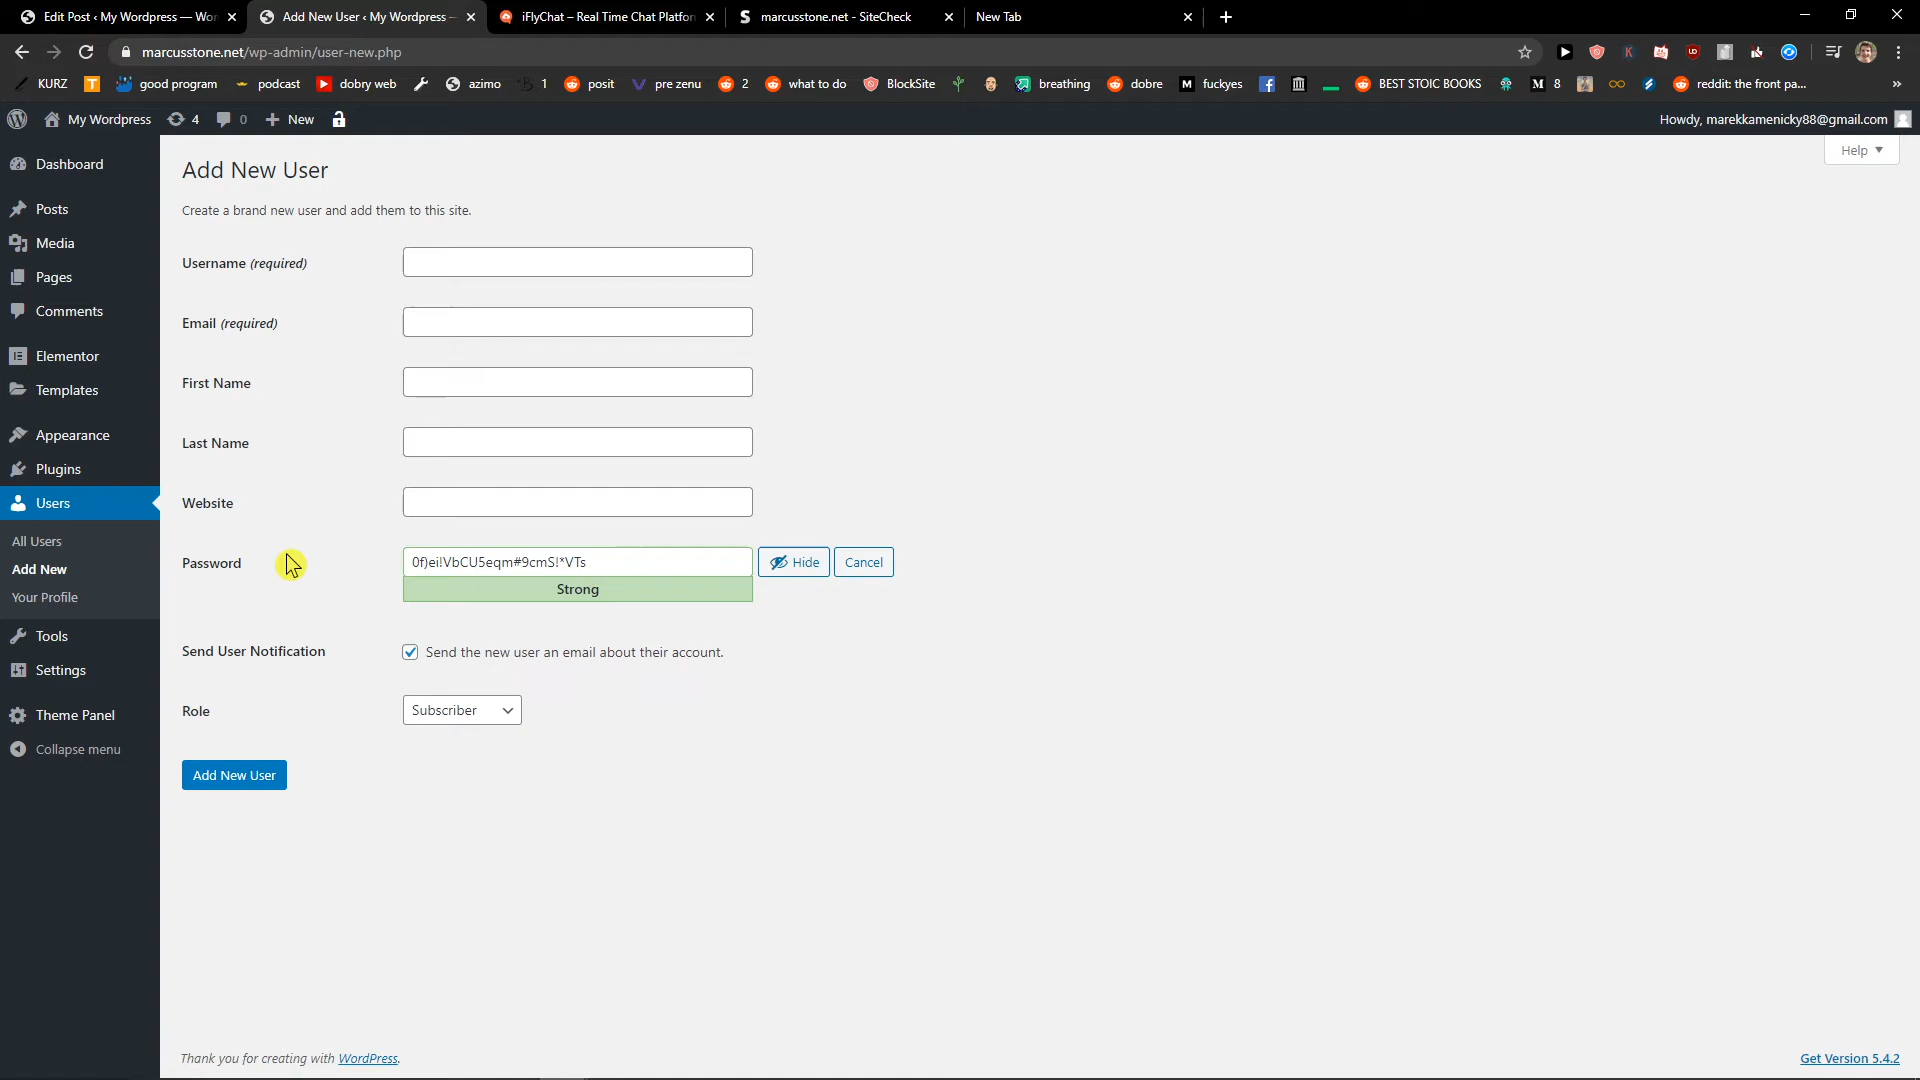 Edit Post ‹ My Wordpress — Wor
Add New User ‹ My Wordpress —
iFlyChat – Real Time Chat Platfor
marcusstone.net - SiteCheck
New Tab
marcusstone.net/wp-admin/user-new.php
KURZ
good program
podcast
dobry web
azimo
1
posit
pre zenu
2
what to do
BlockSite
breathing
dobre
fuckyes
BEST STOIC BOOKS
8
reddit: the front pa...
My Wordpress
4
0
New
Howdy, marekkamenicky88@gmail.com
Dashboard
Posts
Media
Pages
Comments
Elementor
Templates
Appearance
Plugins
Users
All Users
Add New
Your Profile
Tools
Settings
Theme Panel
Collapse menu
Help
Add New User
Create a brand new user and add them to this site.
Username (required)
Email (required)
First Name
Last Name
Website
Password
0f)ei!VbCU5eqm#9cmS!*VTs
Hide
Cancel
Strong
Send User Notification
Send the new user an email about their account.
Role
Subscriber
Add New User
Thank you for creating with WordPress.
Get Version 5.4.2